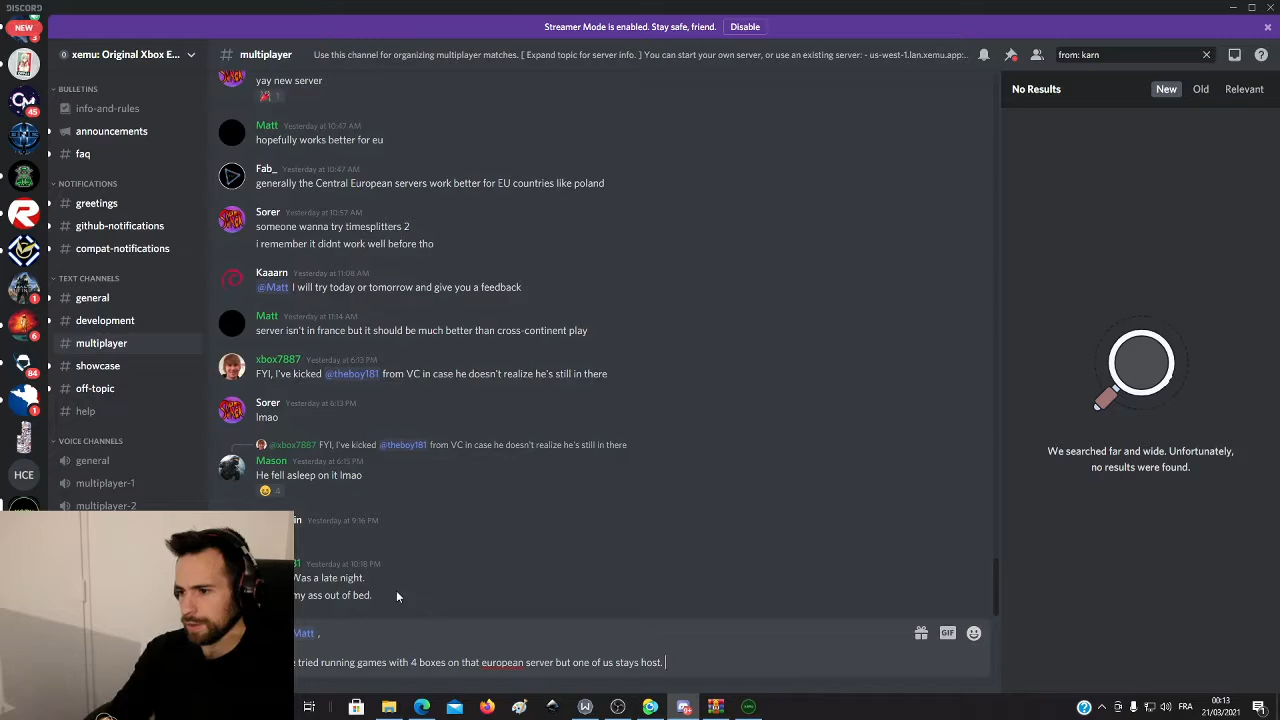 DISCORD
Streamer Mode is enabled. Stay safe, friend. Disable
NEW
xemu: Original Xbox E...
multiplayer
Use this channel for organizing multiplayer matches. [ Expand topic for server info. ] You can start your own server, or use an existing server: - us-west-1.lan.xemu.app:...
from: karn
BULLETINS
info-and-rules
announcements
faq
NOTIFICATIONS
greetings
github-notifications
compat-notifications
TEXT CHANNELS
general
development
multiplayer
showcase
off-topic
help
VOICE CHANNELS
general
multiplayer-1
multiplayer-2
45
1
6
84
1
HCE
yay new server
1
Matt Yesterday at 10:47 AM
hopefully works better for eu
Fab_ Yesterday at 10:47 AM
generally the Central European servers work better for EU countries like poland
Sorer Yesterday at 10:57 AM
someone wanna try timesplitters 2
i remember it didnt work well before tho
Kaaarn Yesterday at 11:08 AM
@Matt I will try today or tomorrow and give you a feedback
Matt Yesterday at 11:14 AM
server isn't in france but it should be much better than cross-continent play
xbox7887 Yesterday at 6:13 PM
FYI, I've kicked @theboy181 from VC in case he doesn't realize he's still in there
Sorer Yesterday at 6:13 PM
lmao
@xbox7887 FYI, I've kicked @theboy181 from VC in case he doesn't realize he's still in there
Mason Yesterday at 6:15 PM
He fell asleep on it lmao
4
in Yesterday at 9:16 PM
31 Yesterday at 10:18 PM
Was a late night.
my ass out of bed.
Matt ,
tried running games with 4 boxes on that european server but one of us stays host.
GIF
No Results
New
Old
Relevant
We searched far and wide. Unfortunately,
no results were found.
FRA
00:13
21/03/2021